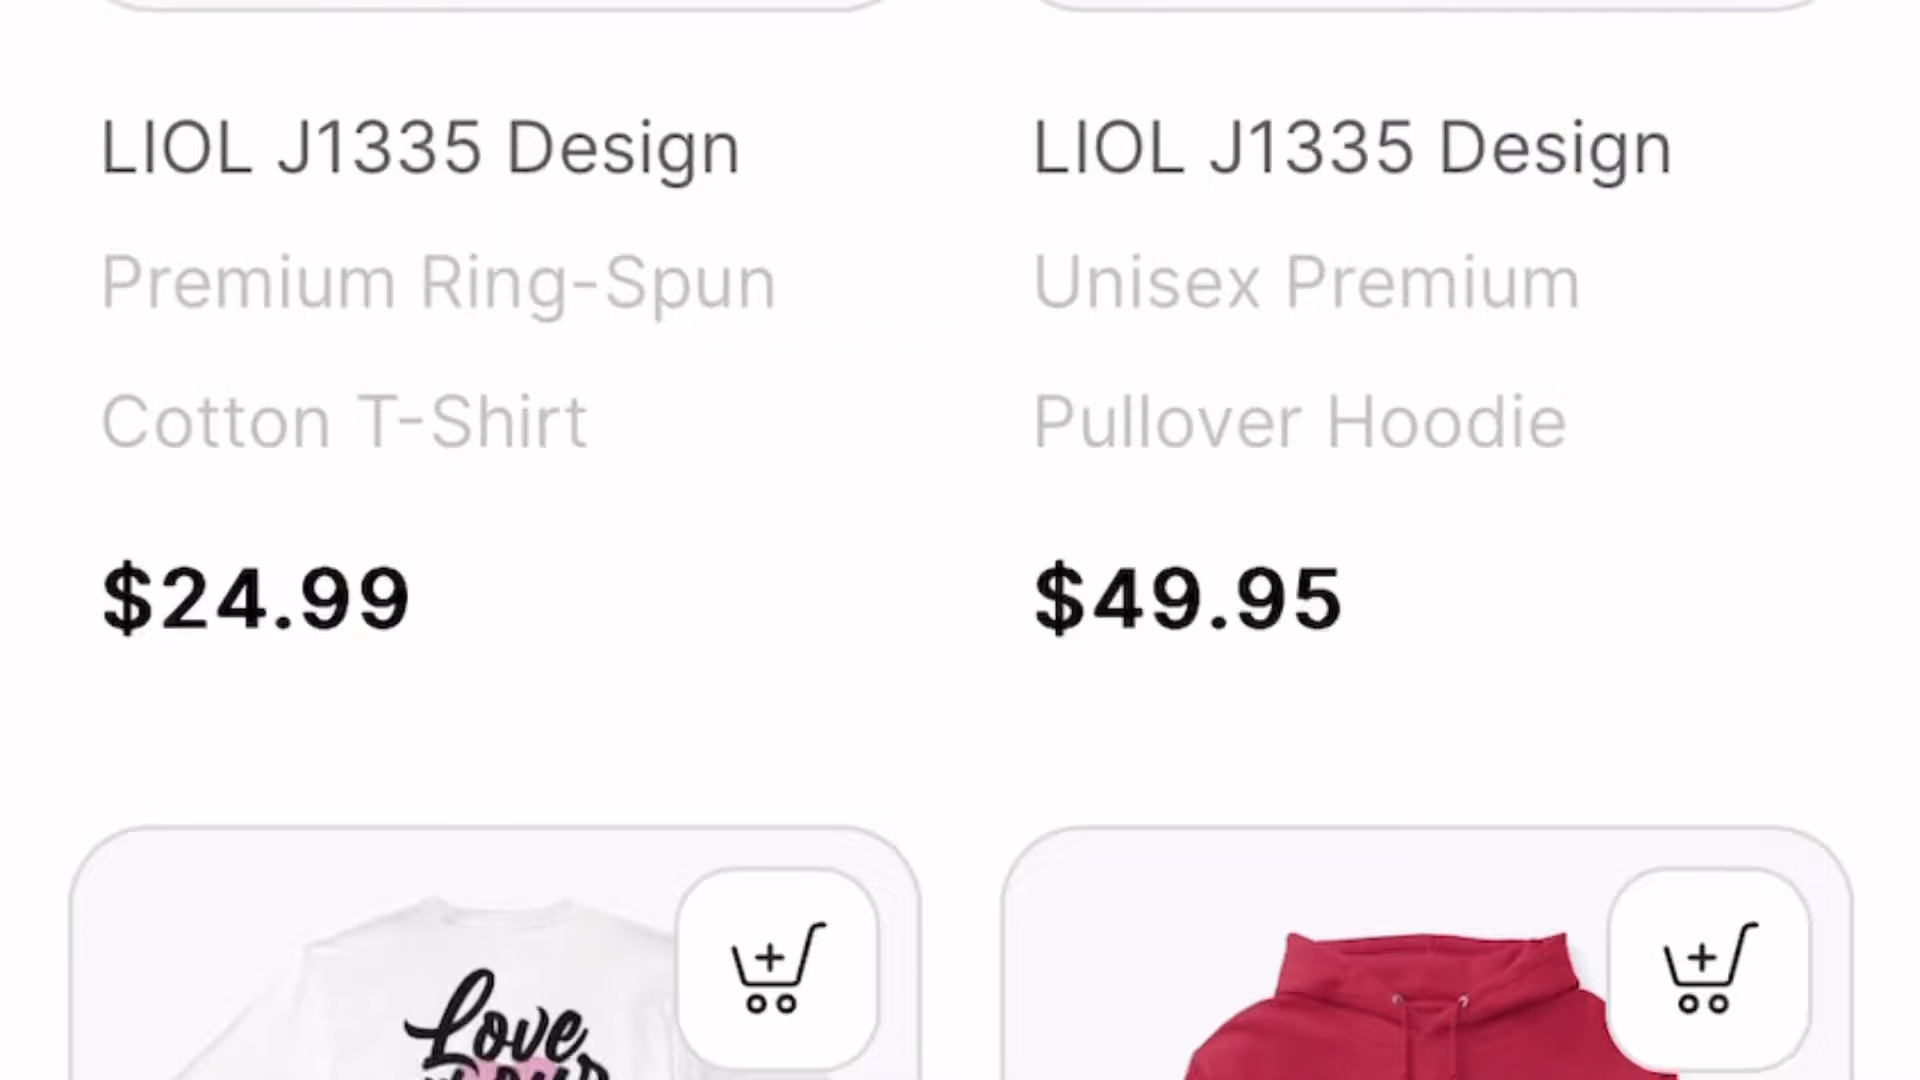 LIOL J1335 Design
Premium Ring-Spun
Cotton T-Shirt
$24.99
LIOL J1335 Design
Unisex Premium
Pullover Hoodie
$49.95
Love